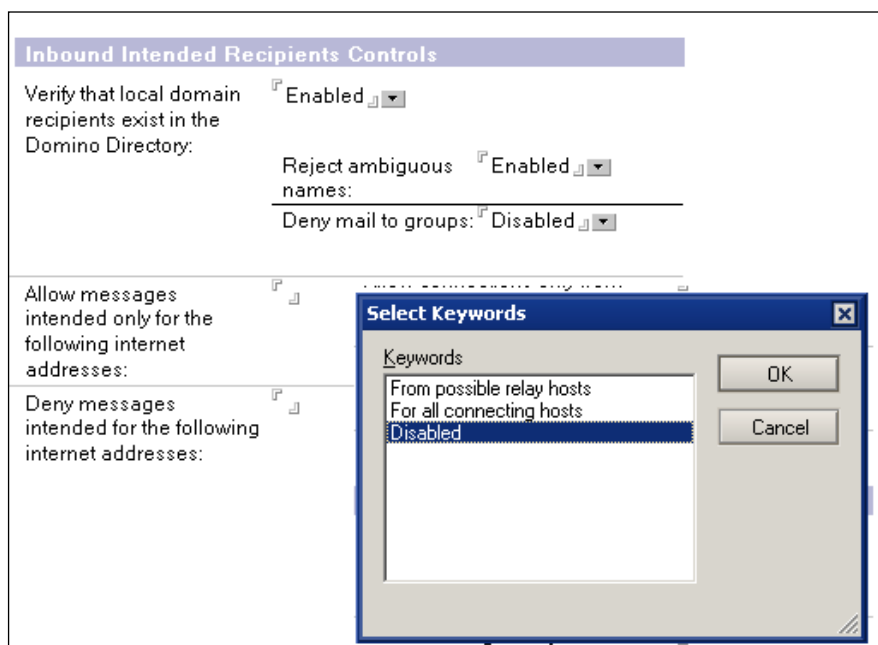 Inbound Intended Recipients Controls
Verify that local domain
recipients exist in the
Domino Directory:
Enabled
Reject ambiguous
names:
Enabled
Deny mail to groups:
Disabled
Allow messages
intended only for the
following internet
addresses:
Deny messages
intended for the following
internet addresses:
Select Keywords
Keywords
From possible relay hosts
For all connecting hosts
Disabled
OK
Cancel